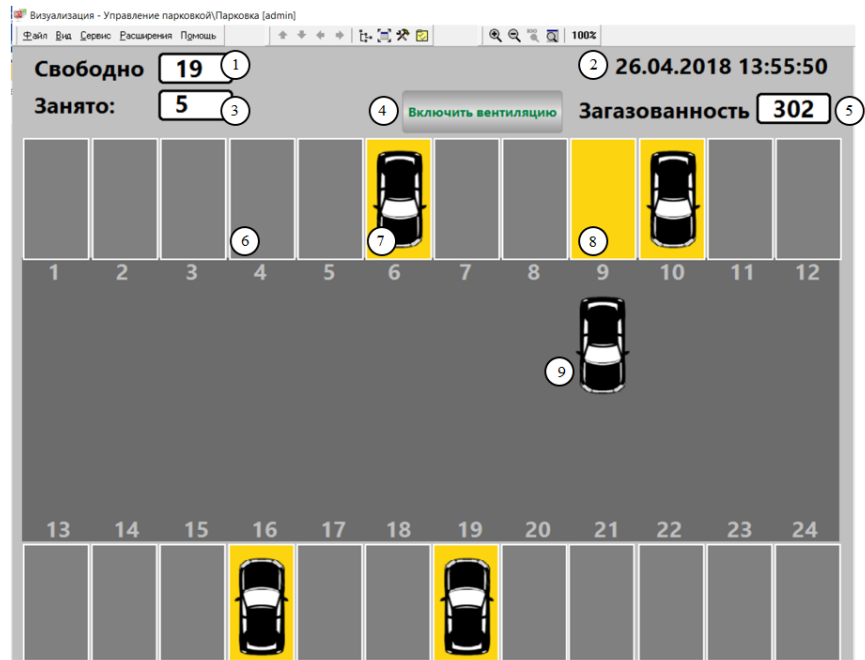 Визуализация - Управление парковкой\Парковка [admin]
Файл Вид Сервис Расширения Помощь 100%
Свободно 19 1 2 26.04.2018 13:55:50
Занято: 5 3 4 Включить вентиляцию Загазованность 302 5
6 7 8
1 2 3 4 5 6 7 8 9 10 11 12
9
13 14 15 16 17 18 19 20 21 22 23 24